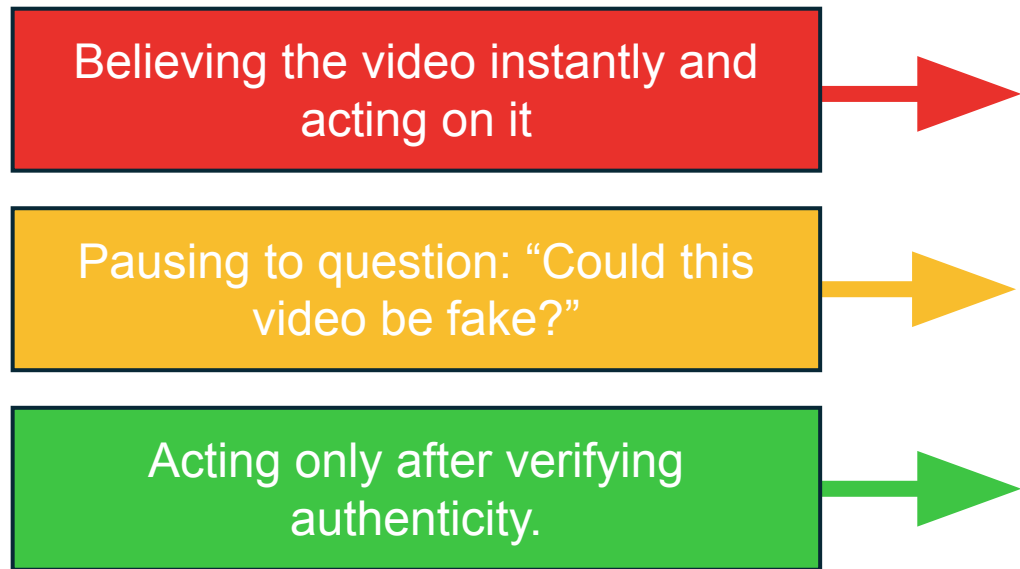 Believing the video instantly and
acting on it
Pausing to question: “Could this
video be fake?”
Acting only after verifying
authenticity.